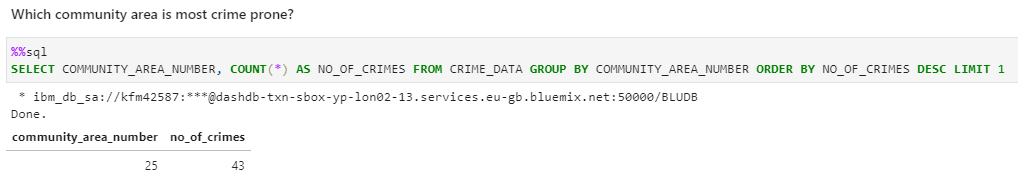 Which community area is most crime prone?
%%sql
SELECT COMMUNITY_AREA_NUMBER, COUNT(*) AS NO_OF_CRIMES FROM CRIME_DATA GROUP BY COMMUNITY_AREA_NUMBER ORDER BY NO_OF_CRIMES DESC LIMIT 1
* ibm_db_sa://kfm42587:***@dashdb-txn-sbox-yp-lon02-13.services.eu-gb.bluemix.net:50000/BLUDB
Done.
community_area_number no_of_crimes
25 43